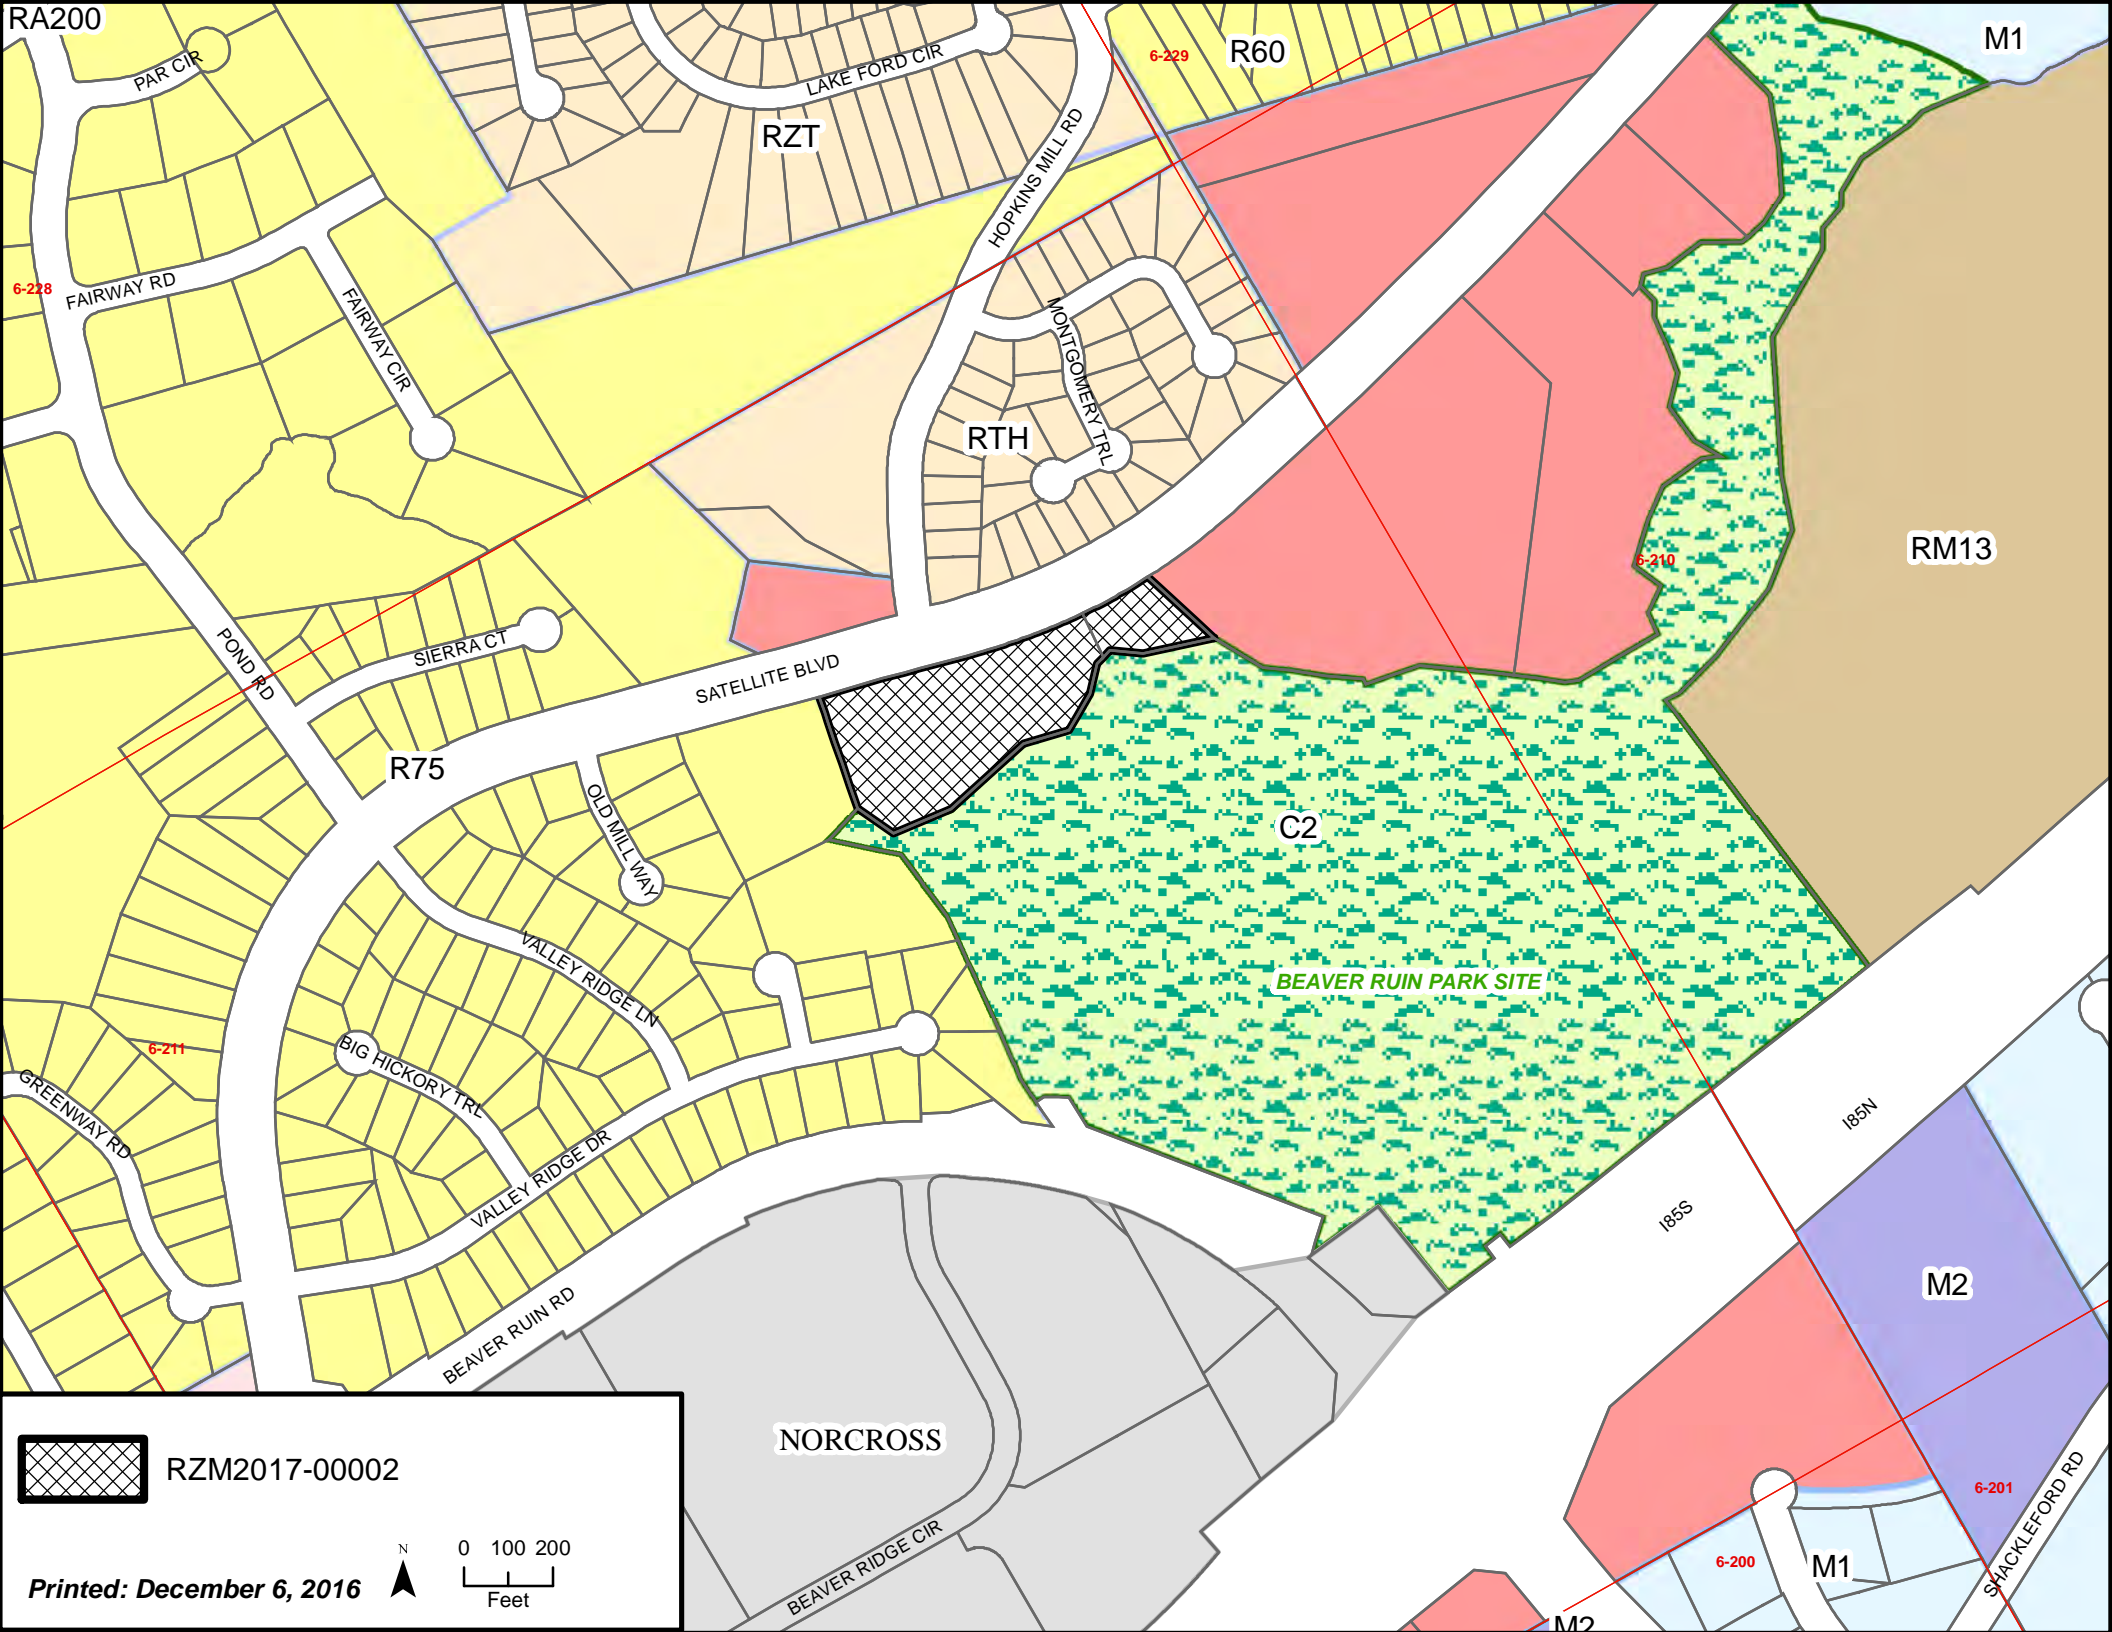 RA200
PAR CIR
LAKE FORD CIR
6-229
R60
M1
RZT
HOPKINS MILL RD
6-228
FAIRWAY RD
FAIRWAY CIR
MONTGOMERY TRL
RTH
RM13
6-210
POND RD
SIERRA CT
SATELLITE BLVD
R75
OLD MILL WAY
C2
VALLEY RIDGE LN
BEAVER RUIN PARK SITE
6-211
BIG HICKORY TRL
GREENWAY RD
VALLEY RIDGE DR
I85N
I85S
M2
BEAVER RUIN RD
NORCROSS
BEAVER RIDGE CIR
6-201
SHACKLEFORD RD
6-200
M1
M2
RZM2017-00002
N
0 100 200
Feet
Printed: December 6, 2016